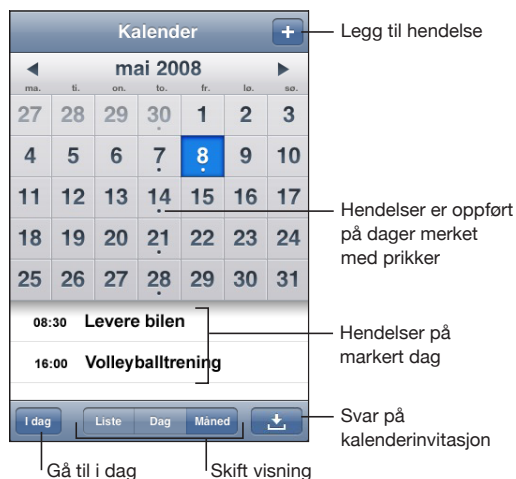 Kalender
+
Legg til hendelse
mai 2008
ma. ti. on. to. fr. lø. sø.
27 28 29 30 1 2 3
4 5 6 7 8 9 10
11 12 13 14 15 16 17
18 19 20 21 22 23 24
25 26 27 28 29 30 31
Hendelser er oppført
på dager merket
med prikker
08:30 Levere bilen
16:00 Volleyballtrening
Hendelser på
markert dag
I dag Liste Dag Måned
Svar på
kalenderinvitasjon
Gå til i dag
Skift visning